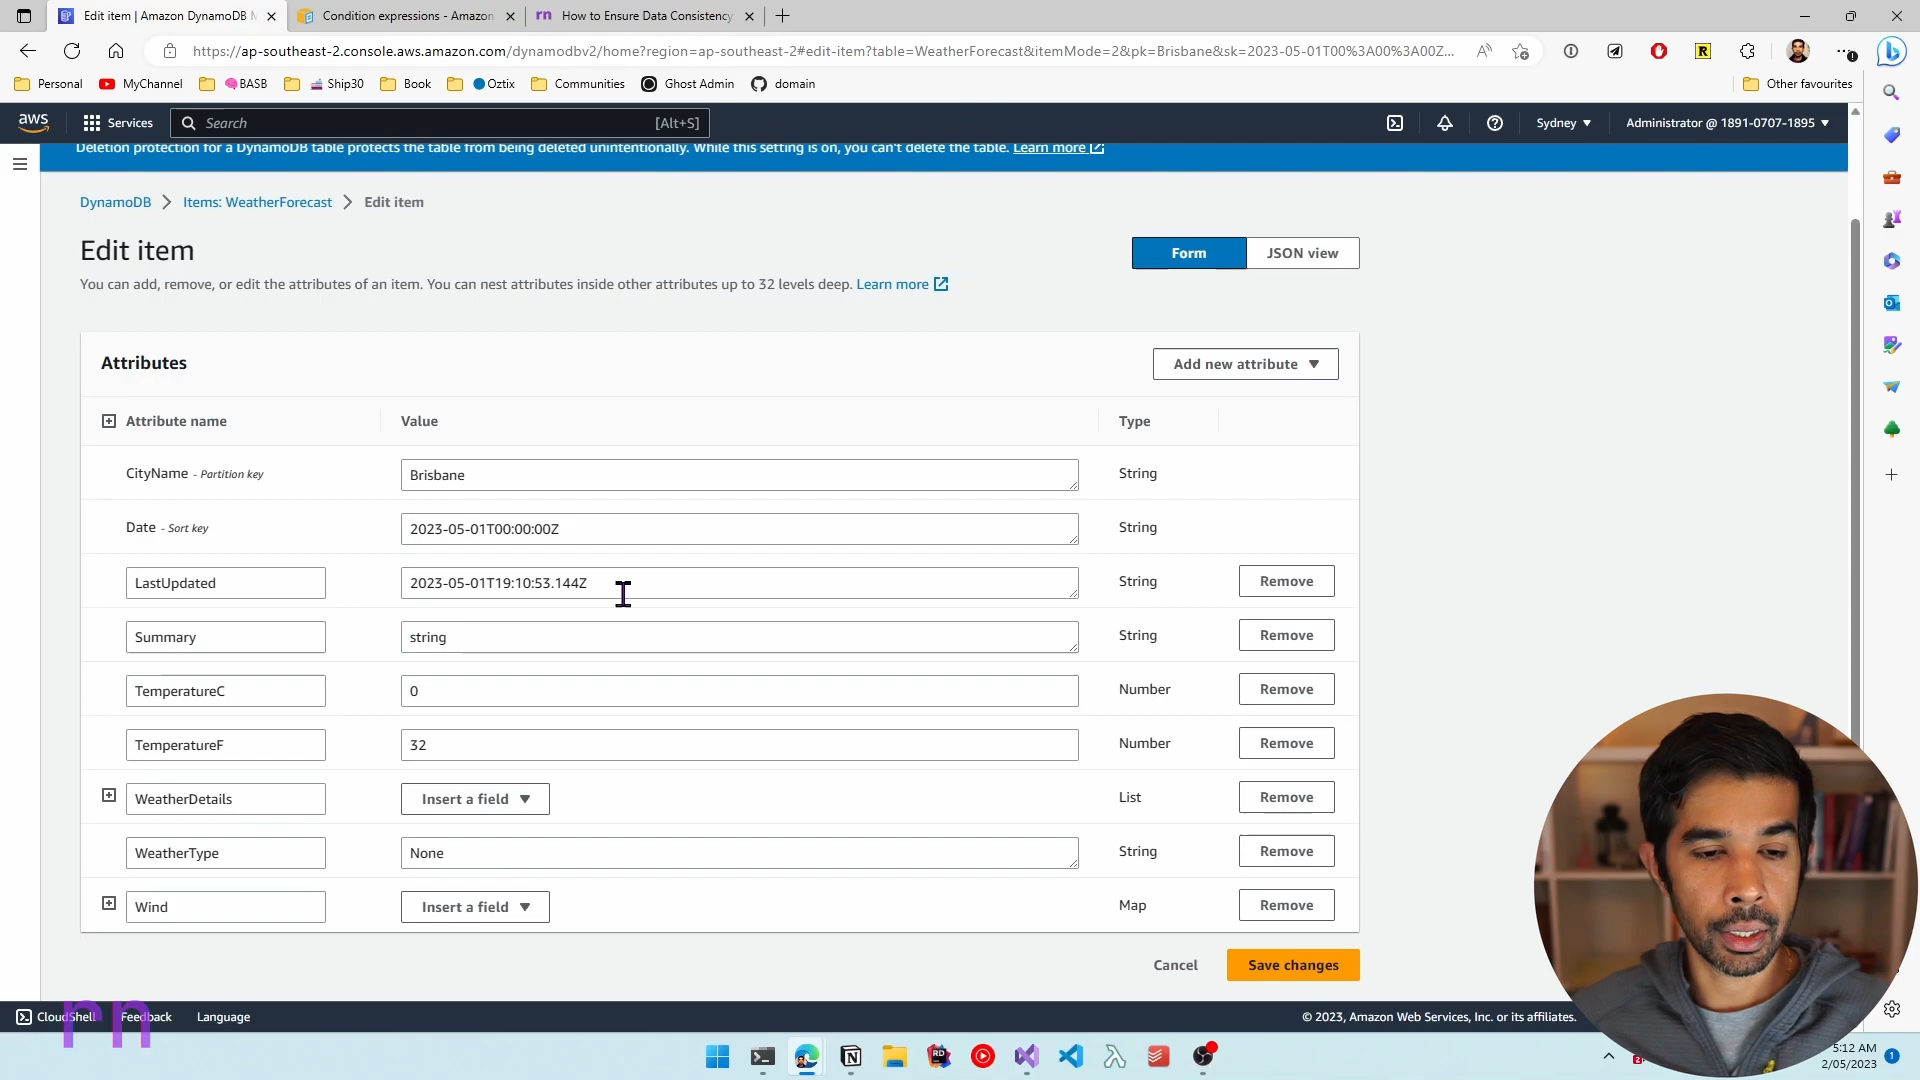 Edit item | Amazon DynamoDB M
Condition expressions - Amazon
rn How to Ensure Data Consistency
https://ap-southeast-2.console.aws.amazon.com/dynamodbv2/home?region=ap-southeast-2#edit-item?table=WeatherForecast&itemMode=2&pk=Brisbane&sk=2023-05-01T00%3A00%3A00Z...
Personal MyChannel BASB Ship30 Book Oztix Communities Ghost Admin domain Other favourites
aws Services Search [Alt+S] Sydney Administrator @ 1891-0707-1895
Deletion protection for a DynamoDB table protects the table from being deleted unintentionally. While this setting is on, you can't delete the table. Learn more
DynamoDB Items: WeatherForecast Edit item
Edit item
Form JSON view
You can add, remove, or edit the attributes of an item. You can nest attributes inside other attributes up to 32 levels deep. Learn more
Attributes
Add new attribute
Attribute name Value Type
CityName - Partition key Brisbane String
Date - Sort key 2023-05-01T00:00:00Z String
LastUpdated 2023-05-01T19:10:53.144Z String Remove
Summary string String Remove
TemperatureC 0 Number Remove
TemperatureF 32 Number Remove
WeatherDetails Insert a field List Remove
WeatherType None String Remove
Wind Insert a field Map Remove
Cancel Save changes
CloudShell Feedback Language © 2023, Amazon Web Services, Inc. or its affiliates.
rn
5:12 AM
2/05/2023